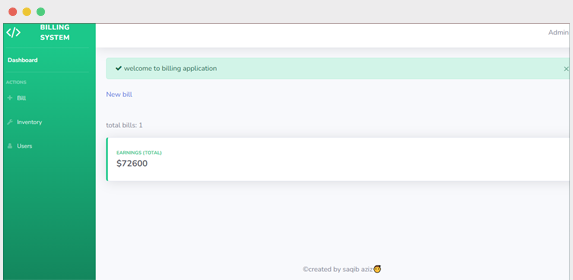 </> BILLING
SYSTEM
Admin
Dashboard
✔ welcome to billing application ×
ACTIONS
Bill
New bill
Inventory
total bills: 1
Users
EARNINGS (TOTAL)
$72600
©created by saqib aziz